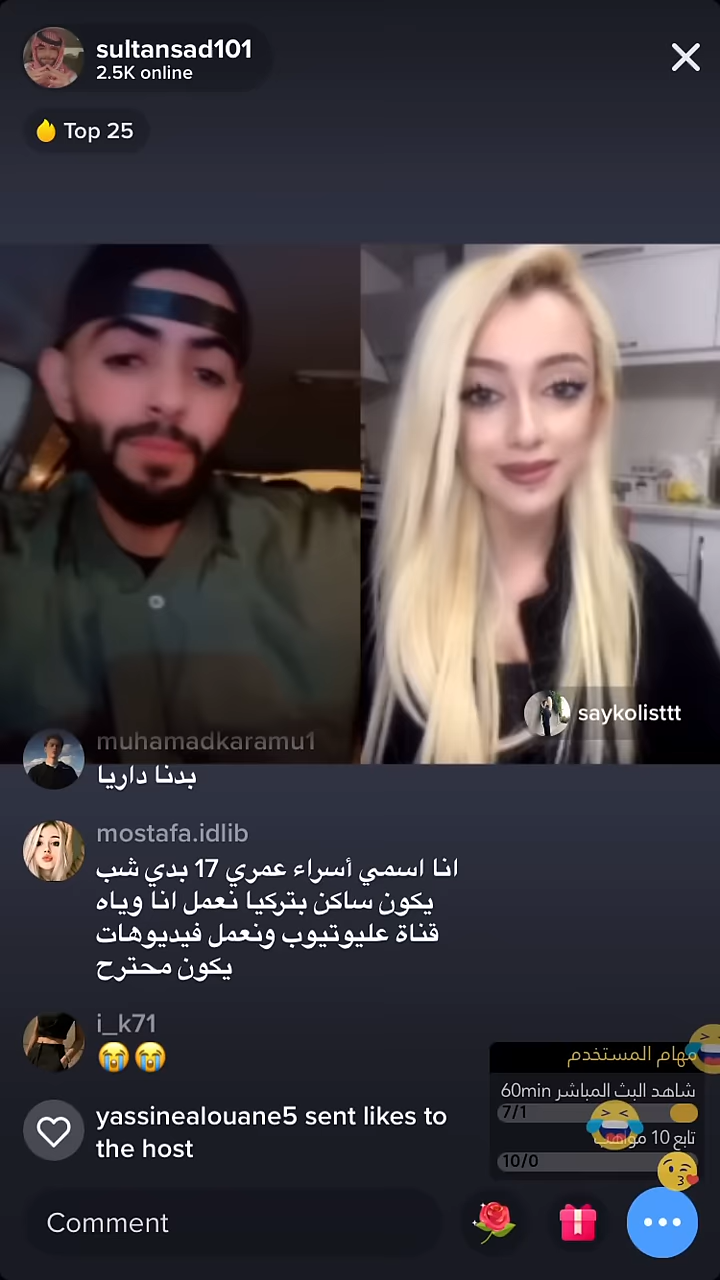 sultansad101
2.5K online
Top 25
saykolisttt
muhamadkaramu1
بدنا داريا
mostafa.idlib
انا اسمي أسراء عمري 17 بدي شب
يكون ساكن بتركيا نعمل انا وياه
قناة عليوتيوب ونعمل فيديوهات
يكون محترح
i_k71
yassinealouane5 sent likes to
the host
مهام المستخدم
شاهد البث المباشر 60min
7/1
تابع 10 مواهب
10/0
Comment